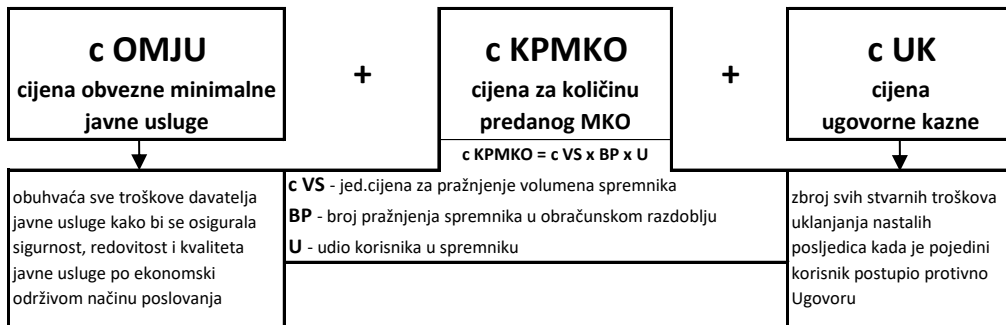 c OMJU
cijena obvezne minimalne
javne usluge
+
c KPMKO
cijena za količinu
predanog MKO
c KPMKO = c VS x BP x U
+
c UK
cijena
ugovorne kazne
obuhvaća sve troškove davatelja
javne usluge kako bi se osigurala
sigurnost, redovitost i kvaliteta
javne usluge po ekonomski
održivom načinu poslovanja
c VS - jed.cijena za pražnjenje volumena spremnika
BP - broj pražnjenja spremnika u obračunskom razdoblju
U - udio korisnika u spremniku
zbroj svih stvarnih troškova
uklanjanja nastalih
posljedica kada je pojedini
korisnik postupio protivno
Ugovoru